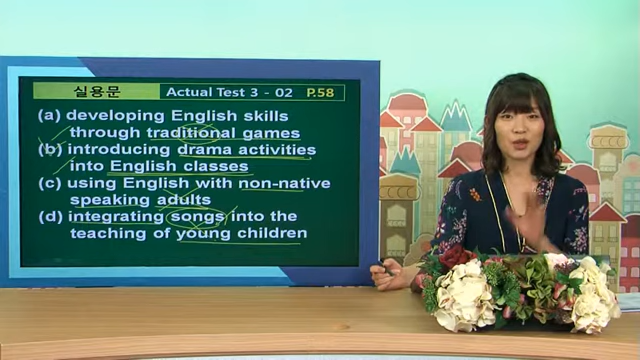 실용문
Actual Test 3 - 02 P.58
(a) developing English skills
through traditional games
(b) introducing drama activities
into English classes
(c) using English with non-native
speaking adults
(d) integrating songs into the
teaching of young children